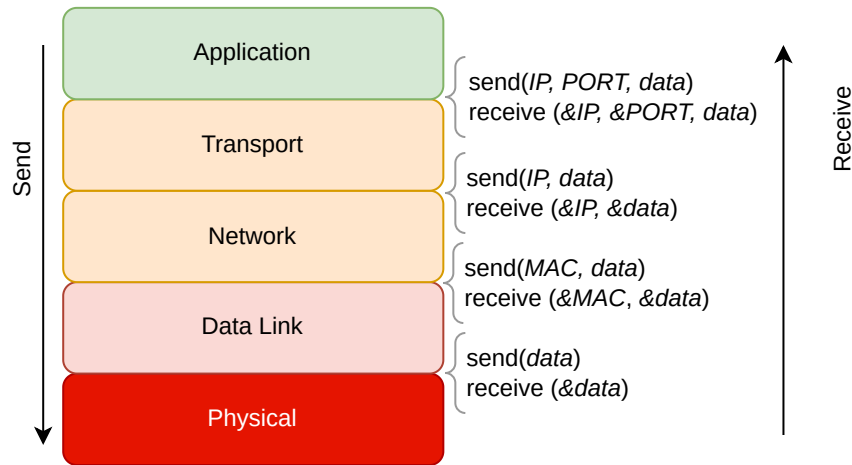 Application
send(IP, PORT, data)
receive (&IP, &PORT, data)
Transport
send(IP, data)
receive (&IP, &data)
Network
send(MAC, data)
receive (&MAC, &data)
Data Link
send(data)
receive (&data)
Physical
Send
Receive